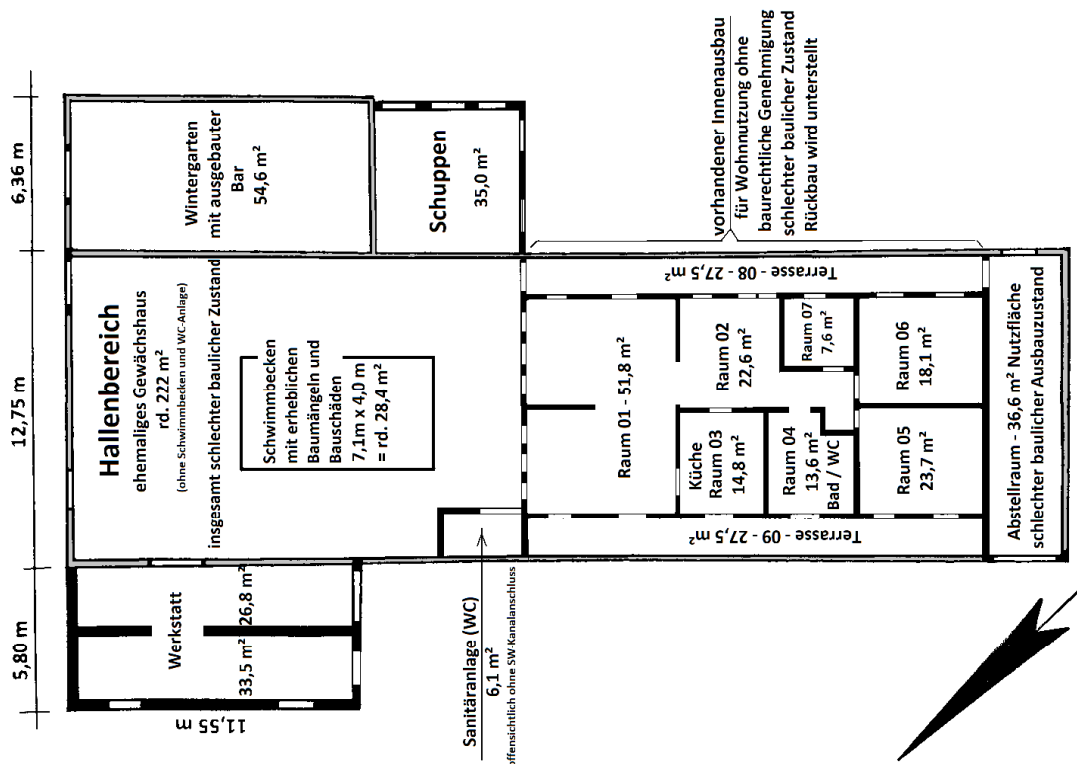 6,36 m
12,75 m
5,80 m
11,55 m
Wintergarten
mit ausgebauter
Bar
54,6 m²
Schuppen
35,0 m²
vorhandener Innenausbau
für Wohnnutzung ohne
baurechtliche Genehmigung
schlechter baulicher Zustand
Rückbau wird unterstellt
Hallenbereich
ehemaliges Gewächshaus
rd. 222 m²
(ohne Schwimmbecken und WC-Anlage)
insgesamt schlechter baulicher Zustand
Schwimmbecken
mit erheblichen
Baumängeln und
Bauschäden
7,1m x 4,0 m
= rd. 28,4 m²
Terrasse - 08 - 27,5 m²
Raum 01 - 51,8 m²
Raum 02
22,6 m²
Raum 07
7,6 m²
Raum 06
18,1 m²
Küche
Raum 03
14,8 m²
Raum 04
13,6 m²
Bad / WC
Raum 05
23,7 m²
Terrasse - 09 - 27,5 m²
Abstellraum - 36,6 m² Nutzfläche
schlechter baulicher Ausbauzustand
Werkstatt
33,5 m²
26,8 m²
Sanitäranlage (WC)
6,1 m²
offensichtlich ohne SW-Kanalanschluss